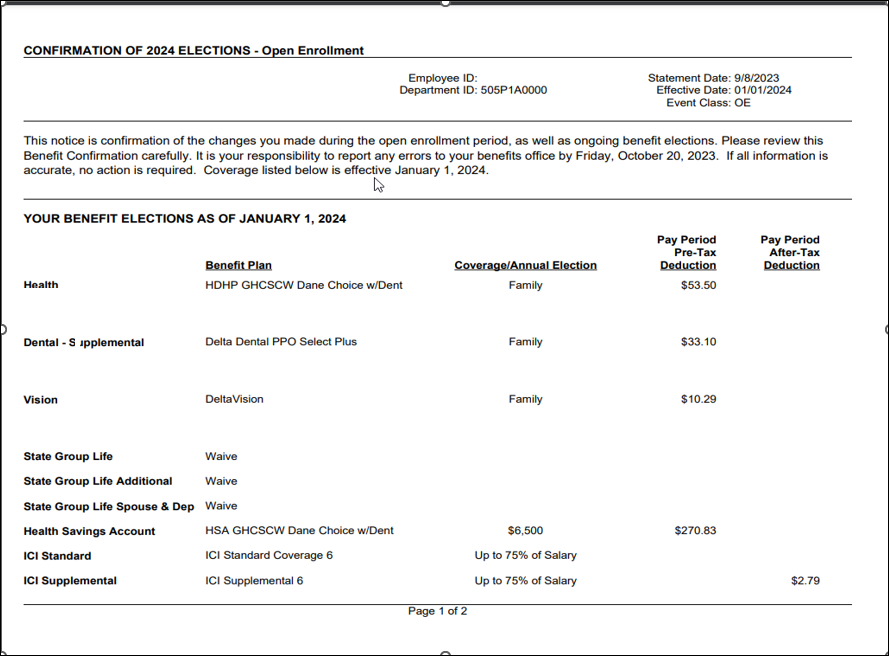 CONFIRMATION OF 2024 ELECTIONS - Open Enrollment
Employee ID: Statement Date: 9/8/2023
Department ID: 505P1A0000 Effective Date: 01/01/2024
Event Class: OE
This notice is confirmation of the changes you made during the open enrollment period, as well as ongoing benefit elections. Please review this
Benefit Confirmation carefully. It is your responsibility to report any errors to your benefits office by Friday, October 20, 2023. If all information is
accurate, no action is required. Coverage listed below is effective January 1, 2024.
YOUR BENEFIT ELECTIONS AS OF JANUARY 1, 2024
Pay Period Pay Period
Pre-Tax After-Tax
Benefit Plan Coverage/Annual Election Deduction Deduction
Health HDHP GHCSCW Dane Choice w/Dent Family $53.50
Dental - Supplemental Delta Dental PPO Select Plus Family $33.10
Vision DeltaVision Family $10.29
State Group Life Waive
State Group Life Additional Waive
State Group Life Spouse & Dep Waive
Health Savings Account HSA GHCSCW Dane Choice w/Dent $6,500 $270.83
ICI Standard ICI Standard Coverage 6 Up to 75% of Salary
ICI Supplemental ICI Supplemental 6 Up to 75% of Salary $2.79
Page 1 of 2